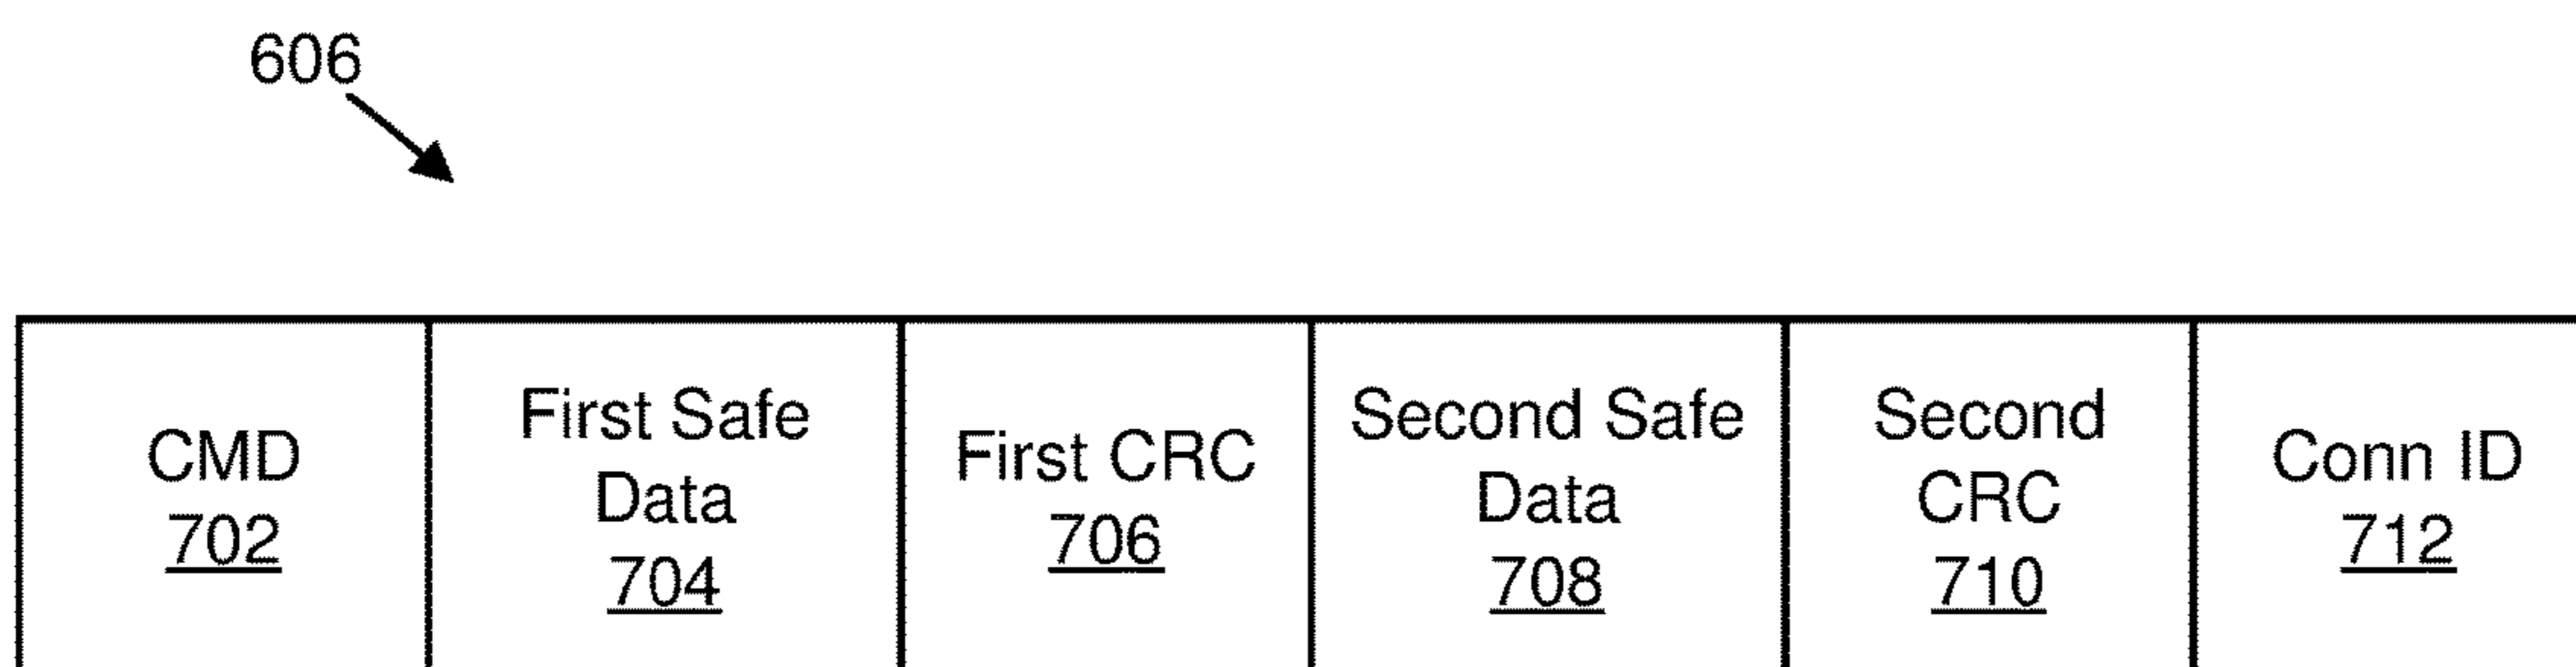 606
CMD
702
First Safe
Data
704
First CRC
706
Second Safe
Data
708
Second
CRC
710
Conn ID
712